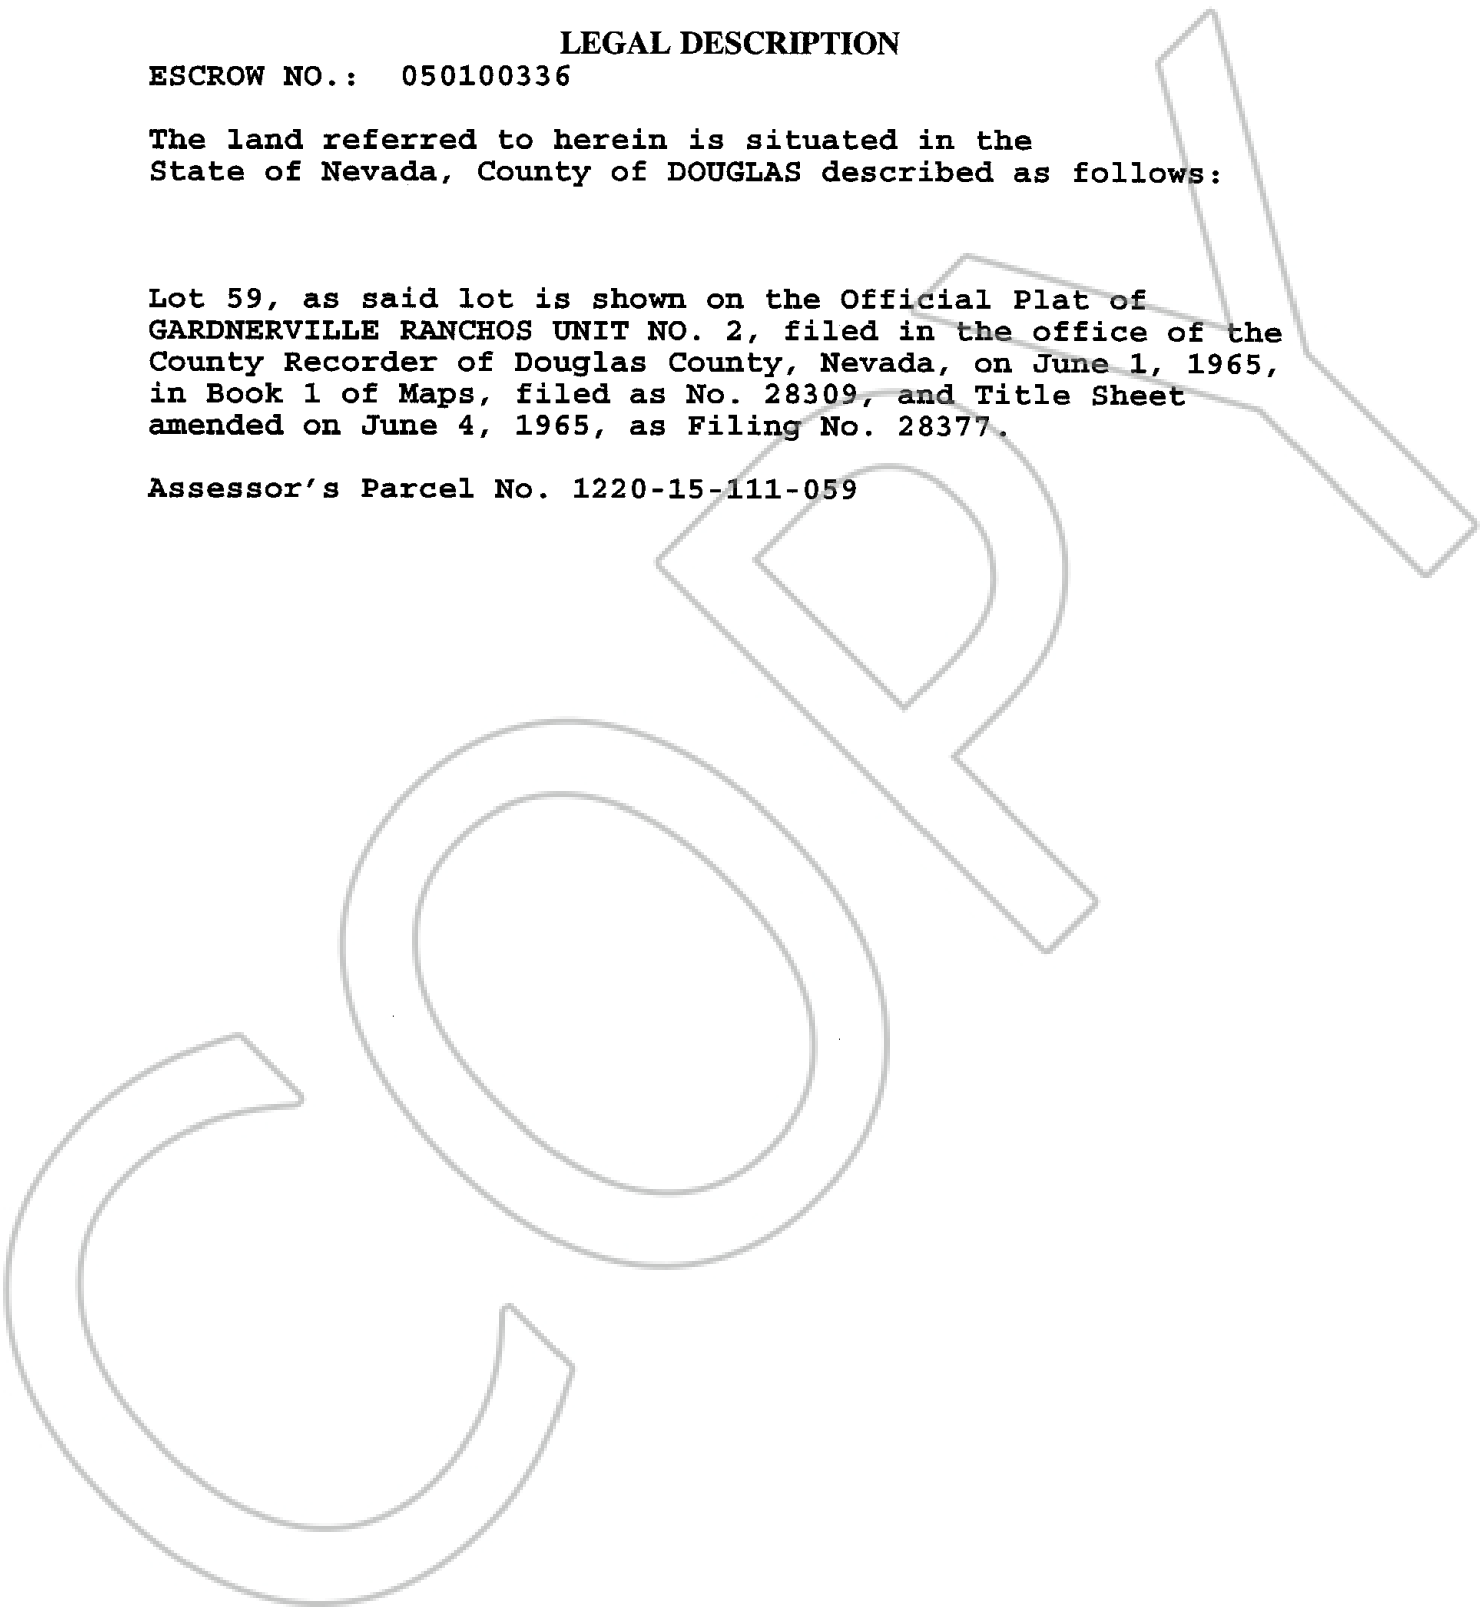 LEGAL DESCRIPTION
ESCROW NO.: 050100336
The land referred to herein is situated in the
State of Nevada, County of DOUGLAS described as follows:
Lot 59, as said lot is shown on the Official Plat of
GARDNERVILLE RANCHOS UNIT NO. 2, filed in the office of the
County Recorder of Douglas County, Nevada, on June 1, 1965,
in Book 1 of Maps, filed as No. 28309, and Title Sheet
amended on June 4, 1965, as Filing No. 28377.
Assessor's Parcel No. 1220-15-111-059
COPY